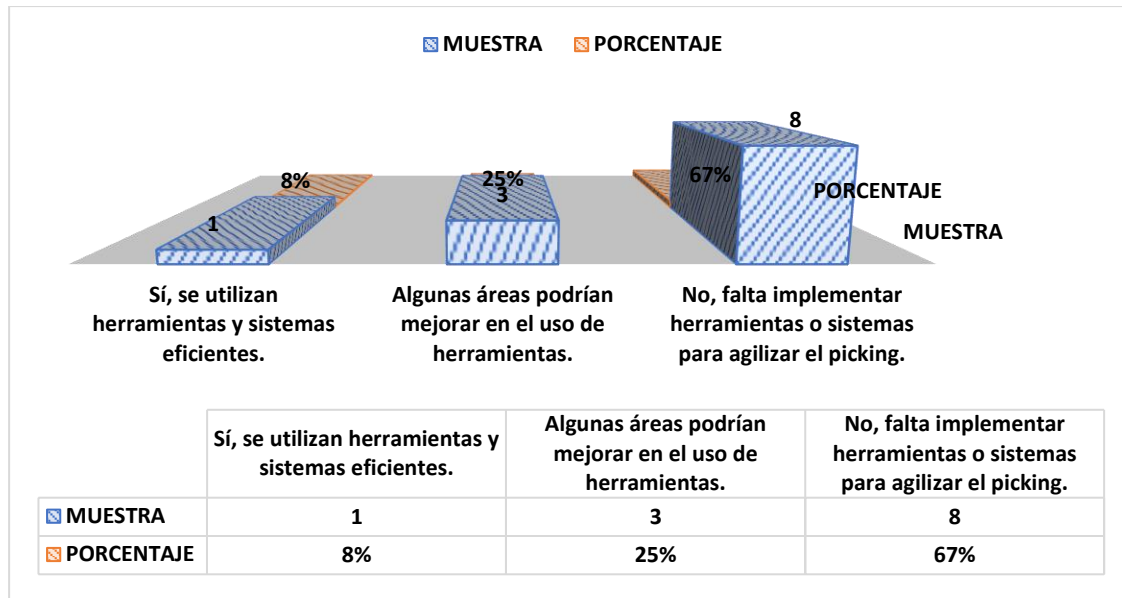 MUESTRA PORCENTAJE
8
8%
25%
67%
3
1
PORCENTAJE
MUESTRA
Sí, se utilizan
herramientas y sistemas
eficientes.
Algunas áreas podrían
mejorar en el uso de
herramientas.
No, falta implementar
herramientas o sistemas
para agilizar el picking.
Sí, se utilizan herramientas y
sistemas eficientes.
Algunas áreas podrían
mejorar en el uso de
herramientas.
No, falta implementar
herramientas o sistemas
para agilizar el picking.
MUESTRA 1 3 8
PORCENTAJE 8% 25% 67%